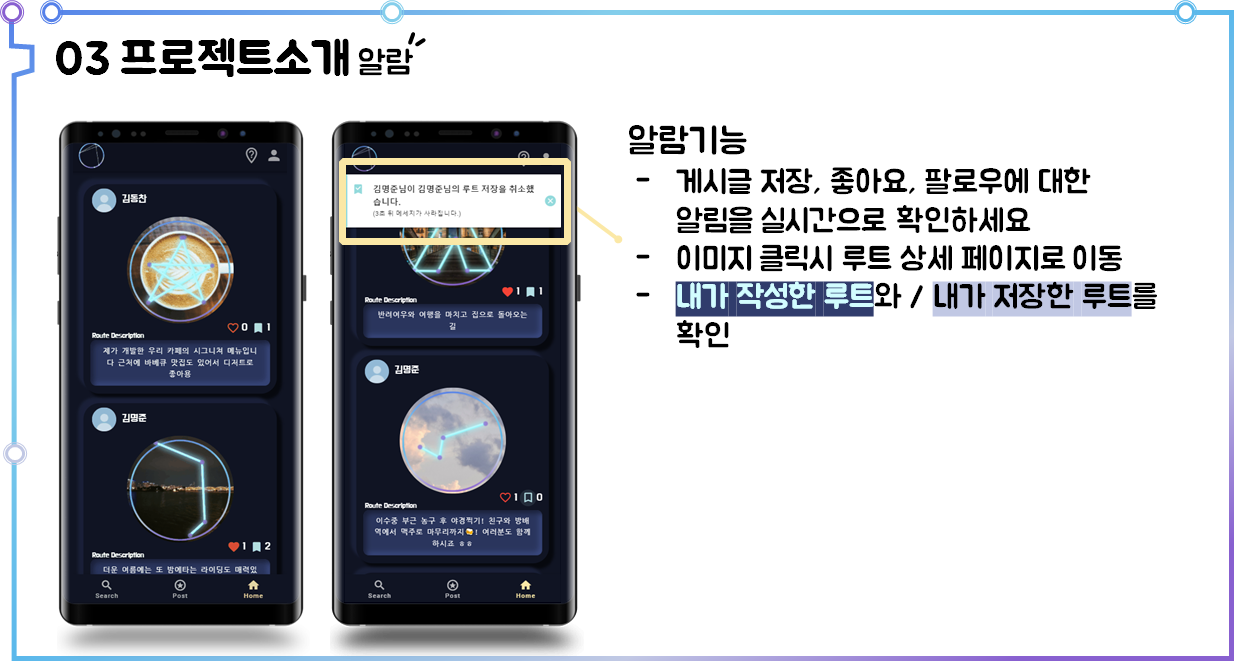 03 프로젝트소개 알람
김동찬
0 1
Route Description
제가 개발한 우리 카페의 시그니처 메뉴입니
다 근처에 바베큐 맛집도 있어서 디저트로
좋아용
김명준
1 2
Route Description
더운 여름에는 또 밤에타는 라이딩도 매력있
Search Post Home
김명준님이 김명준님의 루트 저장을 취소했
습니다.
(3초 뒤 메세지가 사라집니다.)
1 1
Route Description
반려여우와 여행을 마치고 집으로 돌아오는
길
김명준
1 0
Route Description
이수중 부근 농구 후 야경찍기! 친구와 방배
역에서 맥주로 마무리까지🍻! 여러분도 함께
하시죠 ㅎㅎ
Search Post Home
알람기능
- 게시글 저장, 좋아요, 팔로우에 대한
알림을 실시간으로 확인하세요
- 이미지 클릭시 루트 상세 페이지로 이동
- 내가 작성한 루트와 / 내가 저장한 루트를
확인